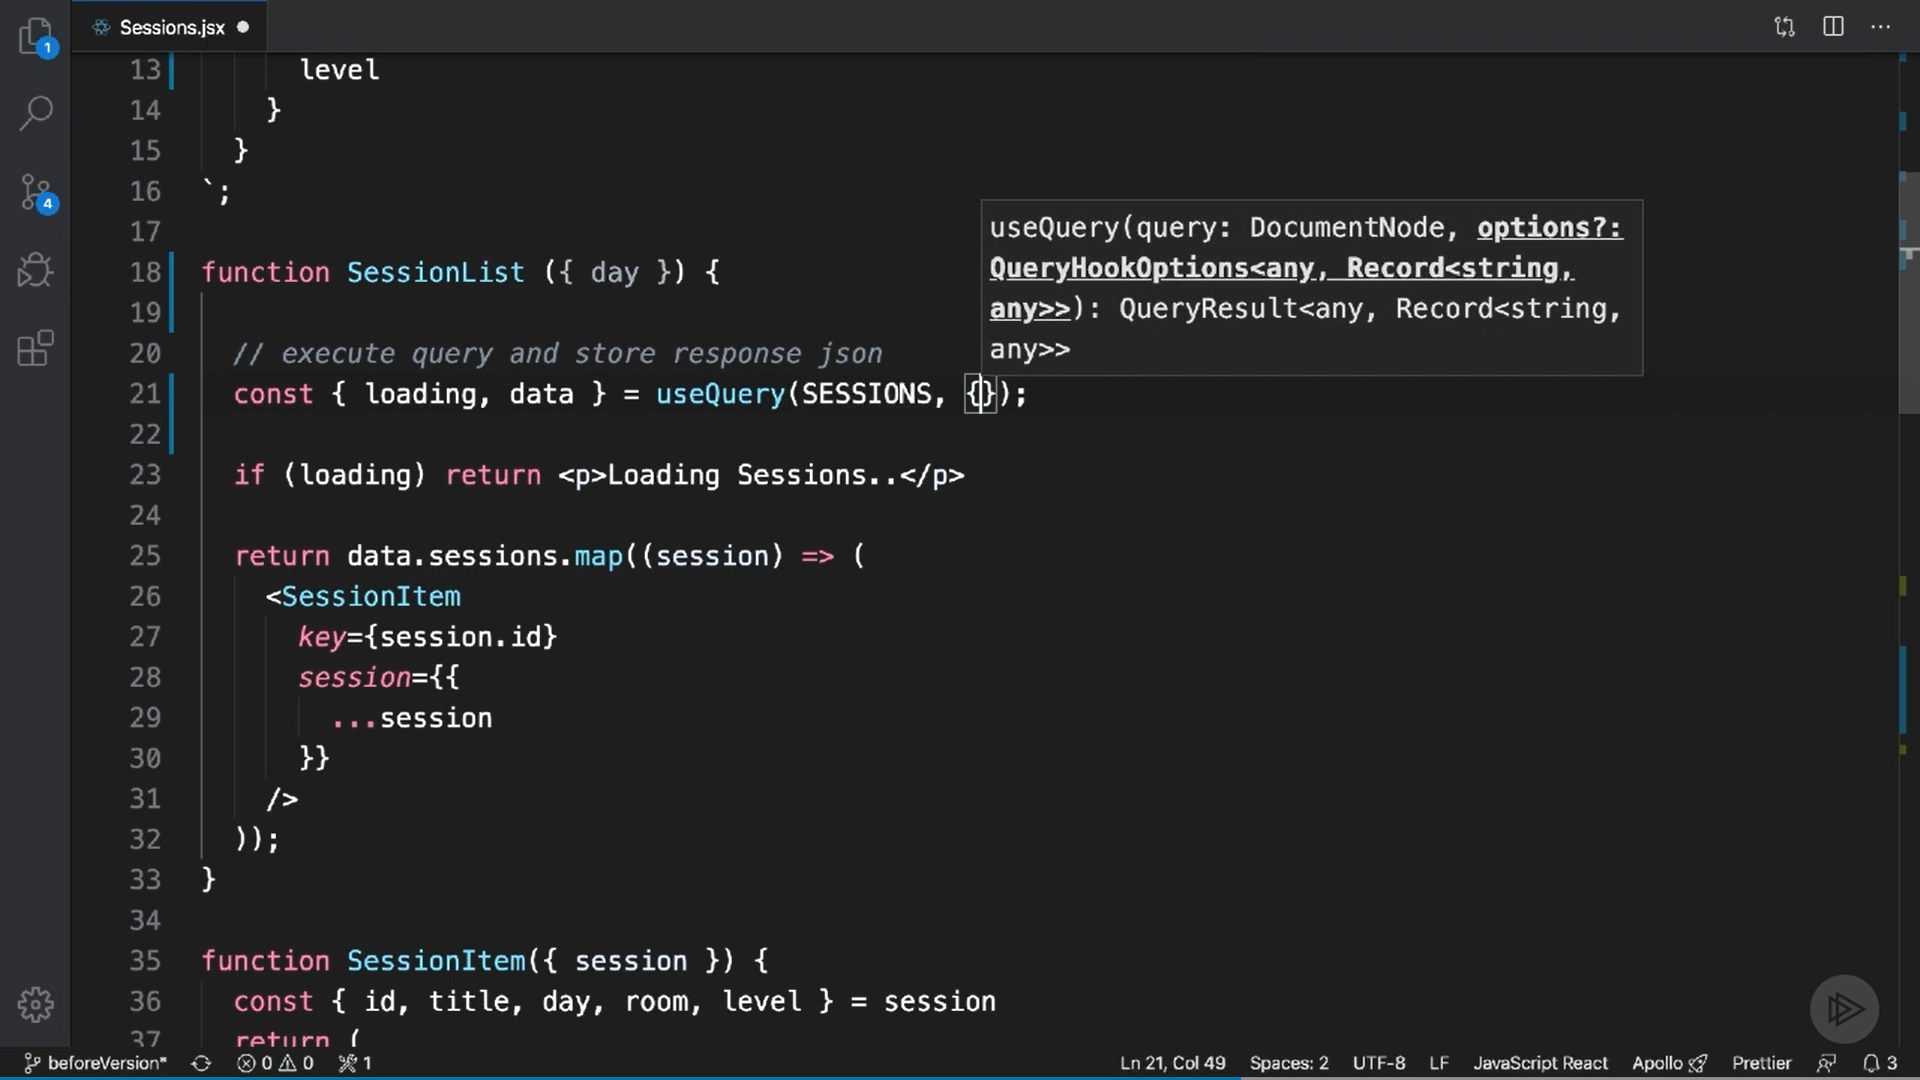 1
Sessions.jsx
13 level
14 }
15 }
16 `;
17
useQuery(query: DocumentNode, options?:
QueryHookOptions<any, Record<string,
any>>): QueryResult<any, Record<string,
any>>
18 function SessionList ({ day }) {
19
20 // execute query and store response json
21 const { loading, data } = useQuery(SESSIONS, {});
22
23 if (loading) return <p>Loading Sessions..</p>
24
25 return data.sessions.map((session) => (
26 <SessionItem
27 key={session.id}
28 session={{
29 ...session
30 }}
31 />
32 ));
33 }
34
35 function SessionItem({ session }) {
36 const { id, title, day, room, level } = session
37 return (
4
beforeVersion* 0 0 1 Ln 21, Col 49 Spaces: 2 UTF-8 LF JavaScript React Apollo Prettier 3